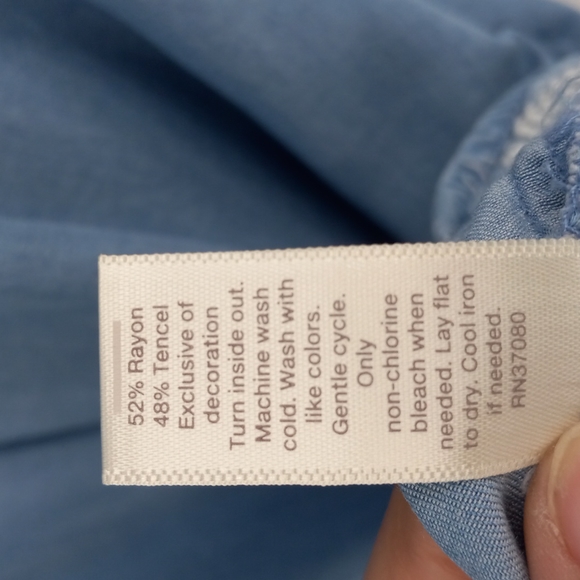 52% Rayon
48% Tencel
Exclusive of
decoration
Turn inside out.
Machine wash
cold. Wash with
like colors.
Gentle cycle.
Only
non-chlorine
bleach when
needed. Lay flat
to dry. Cool iron
if needed.
RN37080